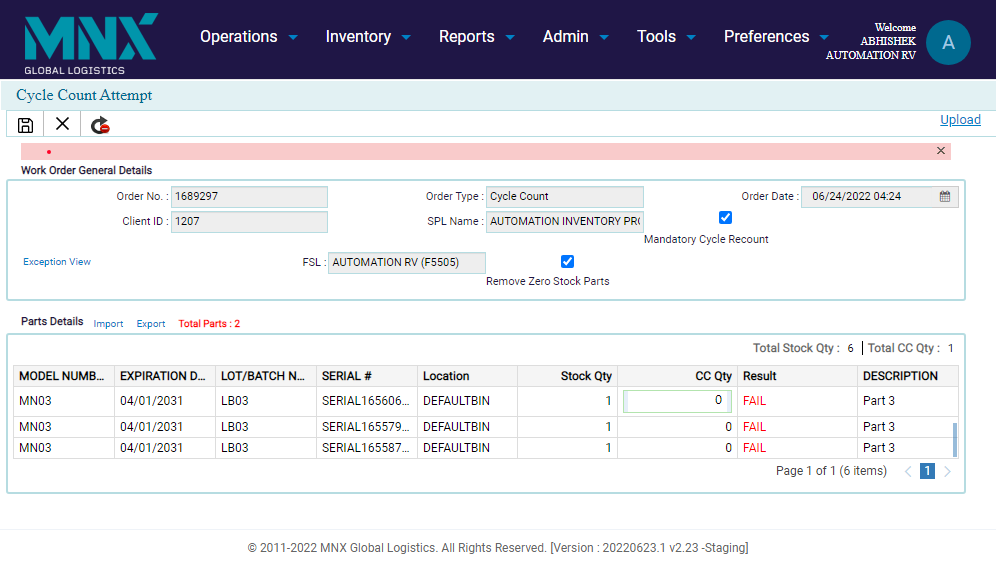 MNX
GLOBAL LOGISTICS
Operations Inventory Reports Admin Tools Preferences
Welcome
ABHISHEK
AUTOMATION RV
A
Cycle Count Attempt
Upload
Work Order General Details
Order No. : 1689297 Order Type : Cycle Count Order Date : 06/24/2022 04:24
Client ID : 1207 SPL Name : AUTOMATION INVENTORY PR
Mandatory Cycle Recount
Exception View FSL : AUTOMATION RV (F5505)
Remove Zero Stock Parts
Parts Details Import Export Total Parts : 2
Total Stock Qty : 6 | Total CC Qty : 1
MODEL NUMB... EXPIRATION D... LOT/BATCH N... SERIAL # Location Stock Qty CC Qty Result DESCRIPTION
MN03 04/01/2031 LB03 SERIAL165606... DEFAULTBIN 1 0 FAIL Part 3
MN03 04/01/2031 LB03 SERIAL165579... DEFAULTBIN 1 0 FAIL Part 3
MN03 04/01/2031 LB03 SERIAL165587... DEFAULTBIN 1 0 FAIL Part 3
Page 1 of 1 (6 items) < 1 >
© 2011-2022 MNX Global Logistics. All Rights Reserved. [Version : 20220623.1 v2.23 -Staging]